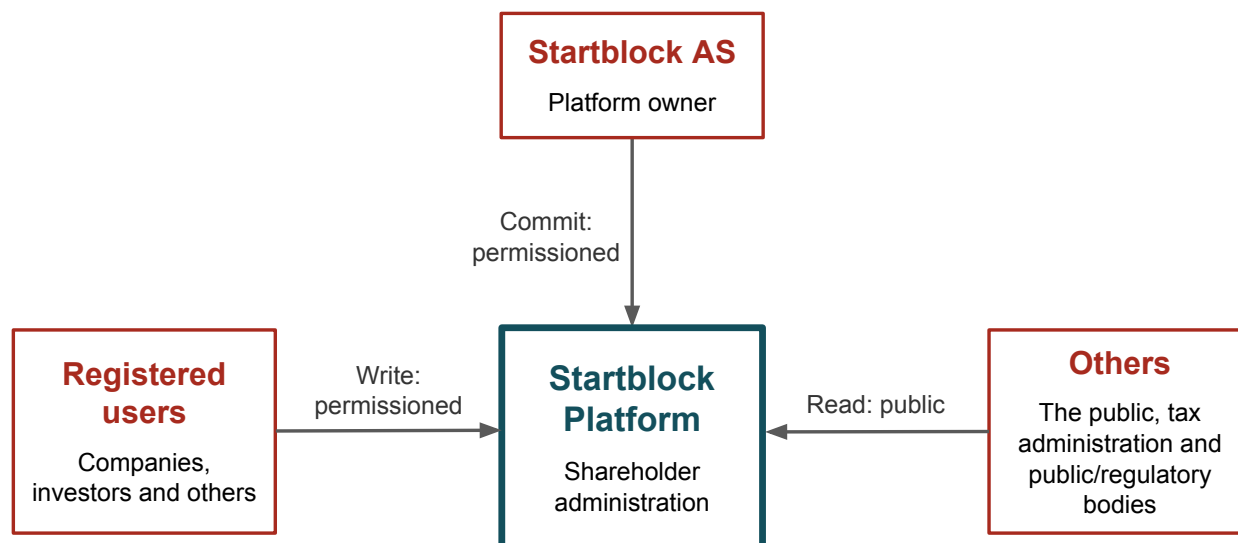 Startblock AS
Platform owner
Commit:
permissioned
Registered
users
Companies,
investors and others
Write:
permissioned
Startblock
Platform
Shareholder
administration
Read: public
Others
The public, tax
administration and
public/regulatory
bodies